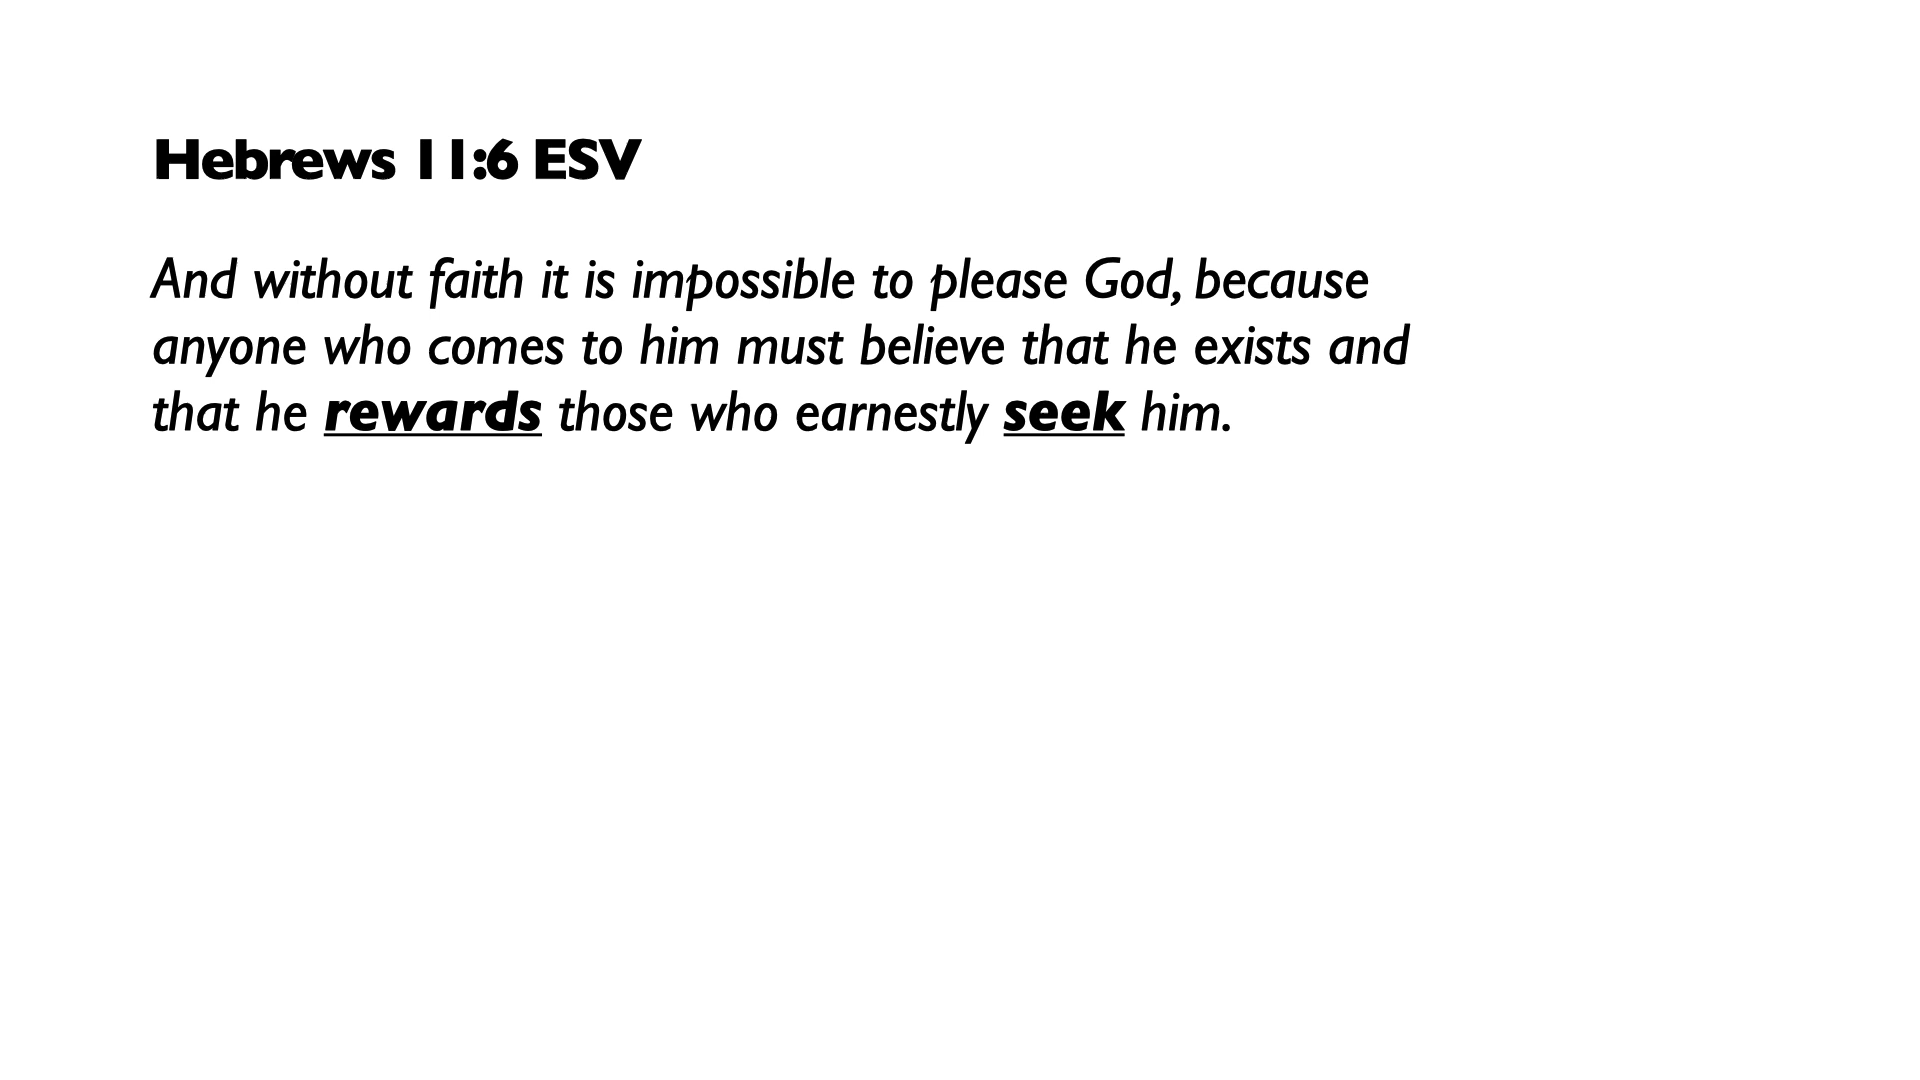 Hebrews 11:6 ESV
And without faith it is impossible to please God, because
anyone who comes to him must believe that he exists and
that he rewards those who earnestly seek him.